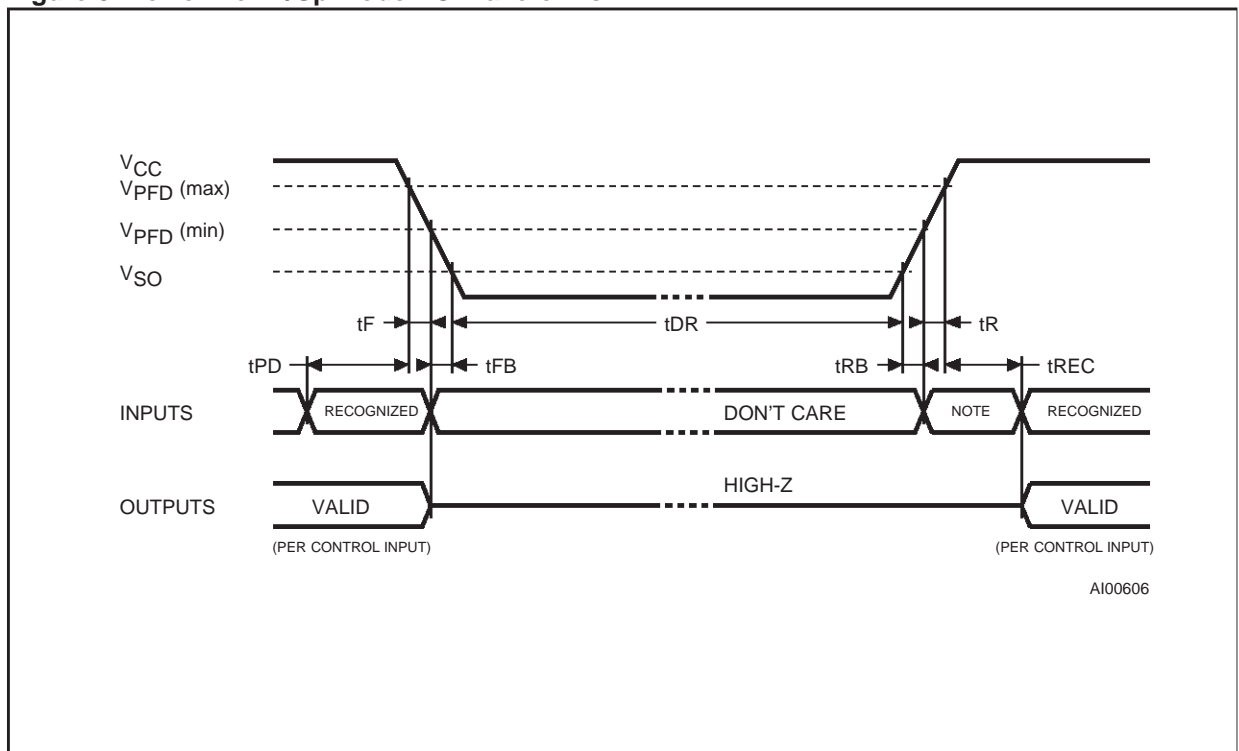 VCC
VPFD (max)
VPFD (min)
VSO
tF
tDR
tR
tPD
tFB
tRB
tREC
INPUTS
RECOGNIZED
DON'T CARE
NOTE
RECOGNIZED
HIGH-Z
OUTPUTS
VALID
VALID
(PER CONTROL INPUT)
(PER CONTROL INPUT)
AI00606